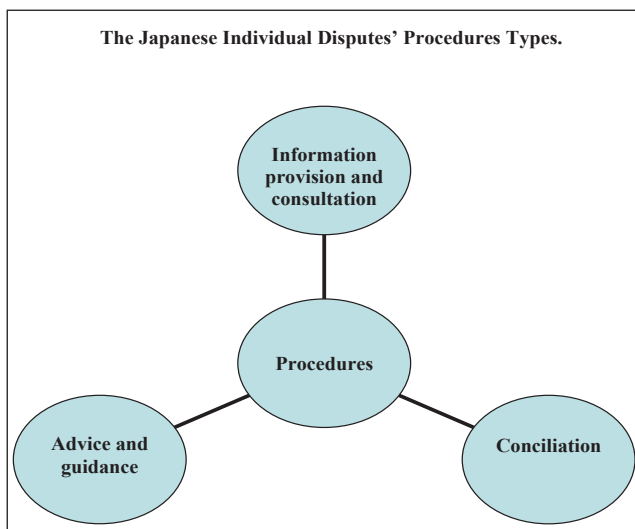 The Japanese Individual Disputes’ Procedures Types.
Information
provision and
consultation
Procedures
Advice and
guidance
Conciliation